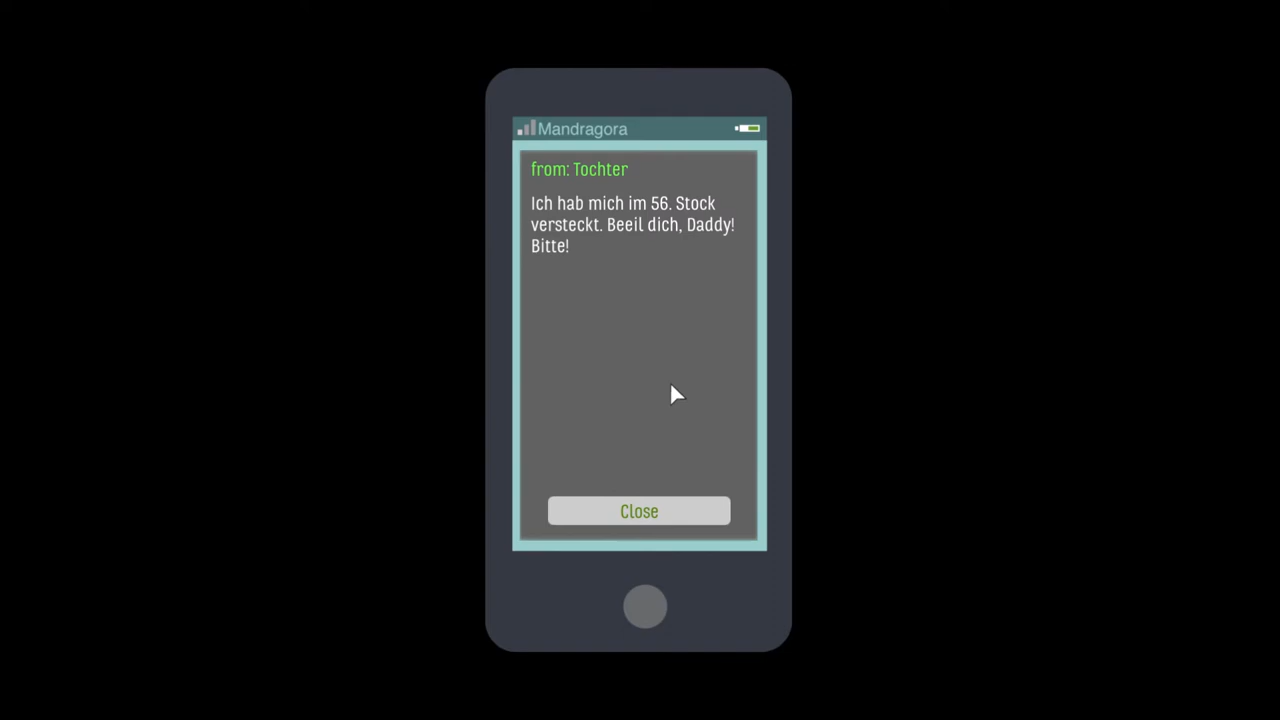 Mandragora
from: Tochter
Ich hab mich im 56. Stock
versteckt. Beeil dich, Daddy!
Bitte!
Close